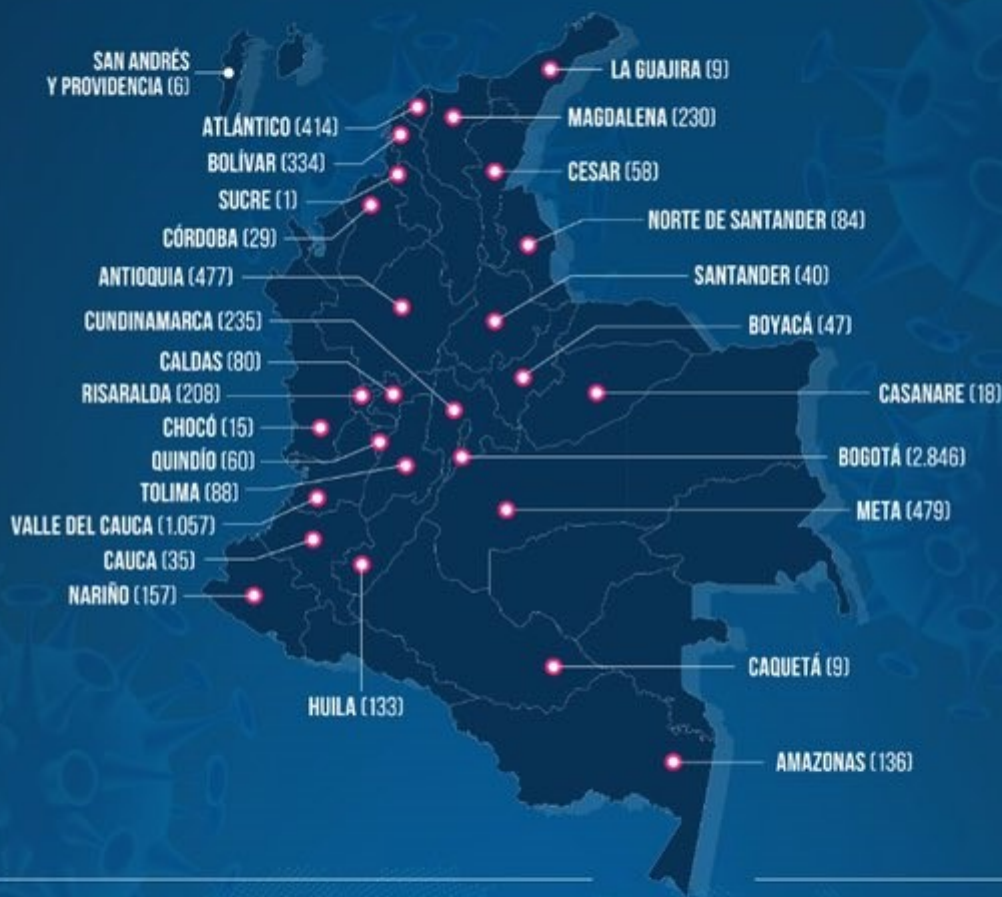 SAN ANDRÉS
Y PROVIDENCIA (6)
ATLÁNTICO (414)
BOLÍVAR (334)
SUCRE (1)
CÓRDOBA (29)
ANTIOQUIA (477)
CUNDINAMARCA (235)
CALDAS (80)
RISARALDA (208)
CHOCÓ (15)
QUINDÍO (60)
TOLIMA (88)
VALLE DEL CAUCA (1.057)
CAUCA (35)
NARIÑO (157)
HUILA (133)
LA GUAJIRA (9)
MAGDALENA (230)
CESAR (58)
NORTE DE SANTANDER (84)
SANTANDER (40)
BOYACÁ (47)
CASANARE (18)
BOGOTÁ (2.846)
META (479)
CAQUETÁ (9)
AMAZONAS (136)